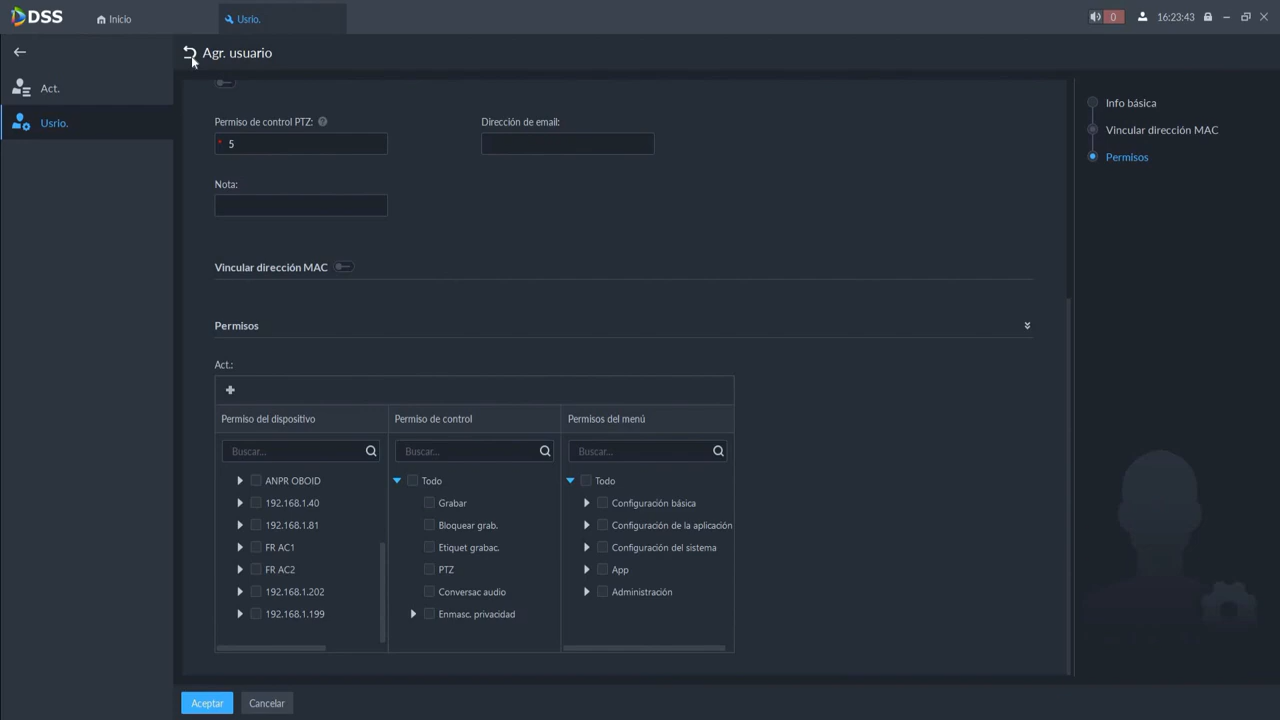 DSS
Inicio
Usrio.
0
16:23:43
Agr. usuario
Act.
Usrio.
Permiso de control PTZ:
Dirección de email:
* 5
Nota:
Vincular dirección MAC
Permisos
Act.:
Permiso del dispositivo
Permiso de control
Permisos del menú
Buscar...
Buscar...
Buscar...
ANPR OBOID
Todo
Todo
192.168.1.40
Grabar
Configuración básica
192.168.1.81
Bloquear grab.
Configuración de la aplicación
FR AC1
Etiquet grabac.
Configuración del sistema
FR AC2
PTZ
App
192.168.1.202
Conversac audio
Administración
192.168.1.199
Enmasc. privacidad
Info básica
Vincular dirección MAC
Permisos
Aceptar
Cancelar